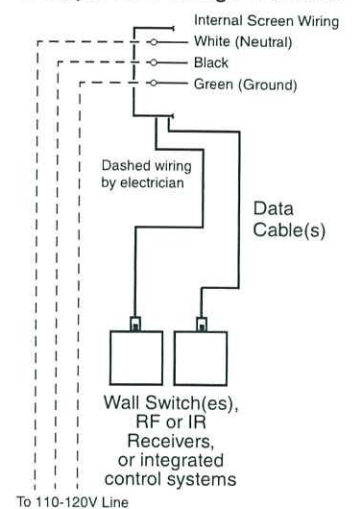 Internal Screen Wiring
White (Neutral)
Black
Green (Ground)
Dashed wiring
by electrician
Data
Cable(s)
Wall Switch(es),
RF or IR
Receivers,
or integrated
control systems
To 110-120V Line